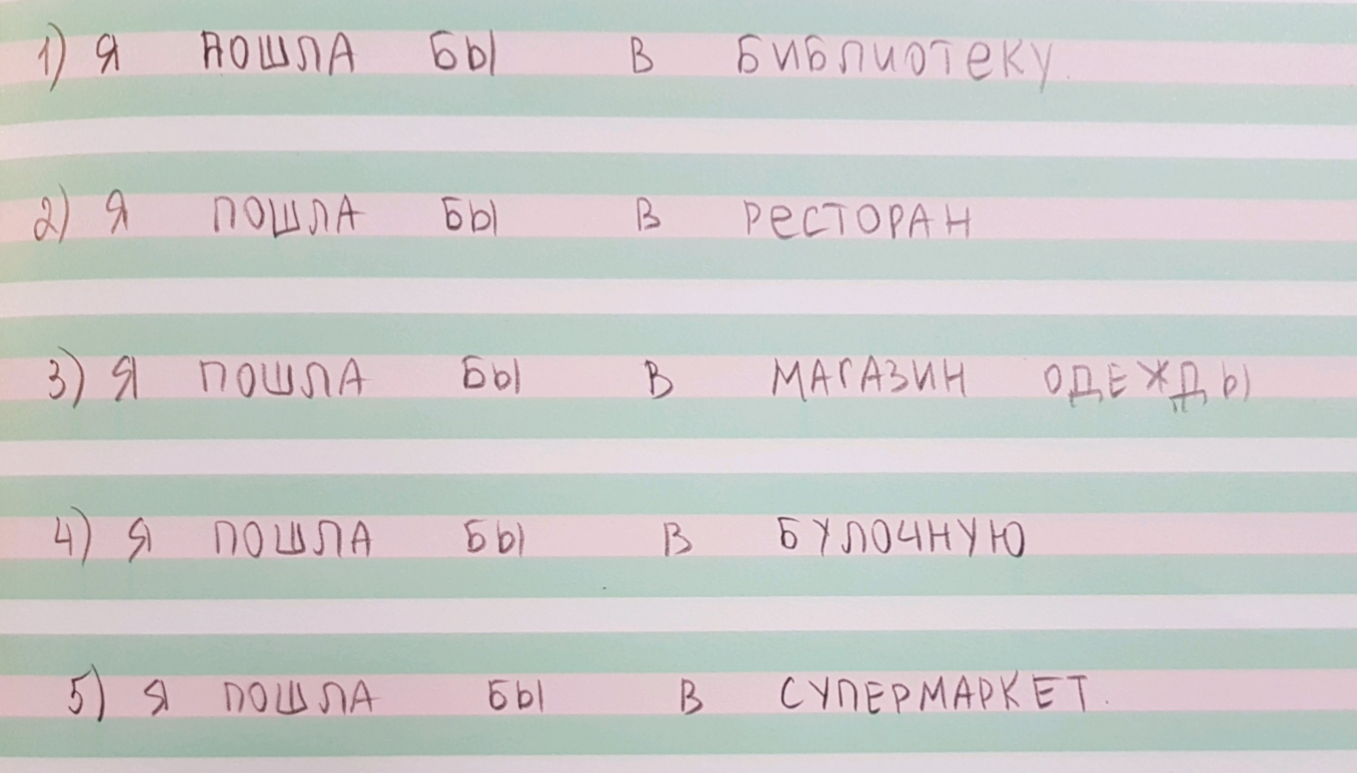 1) Я ПОШЛА БЫ В БИБЛИОТЕКУ.
2) Я ПОШЛА БЫ В РЕСТОРАН
3) Я ПОШЛА БЫ В МАГАЗИН ОДЕЖДЫ
4) Я ПОШЛА БЫ В БУЛОЧНУЮ
5) Я ПОШЛА БЫ В СУПЕРМАРКЕТ.